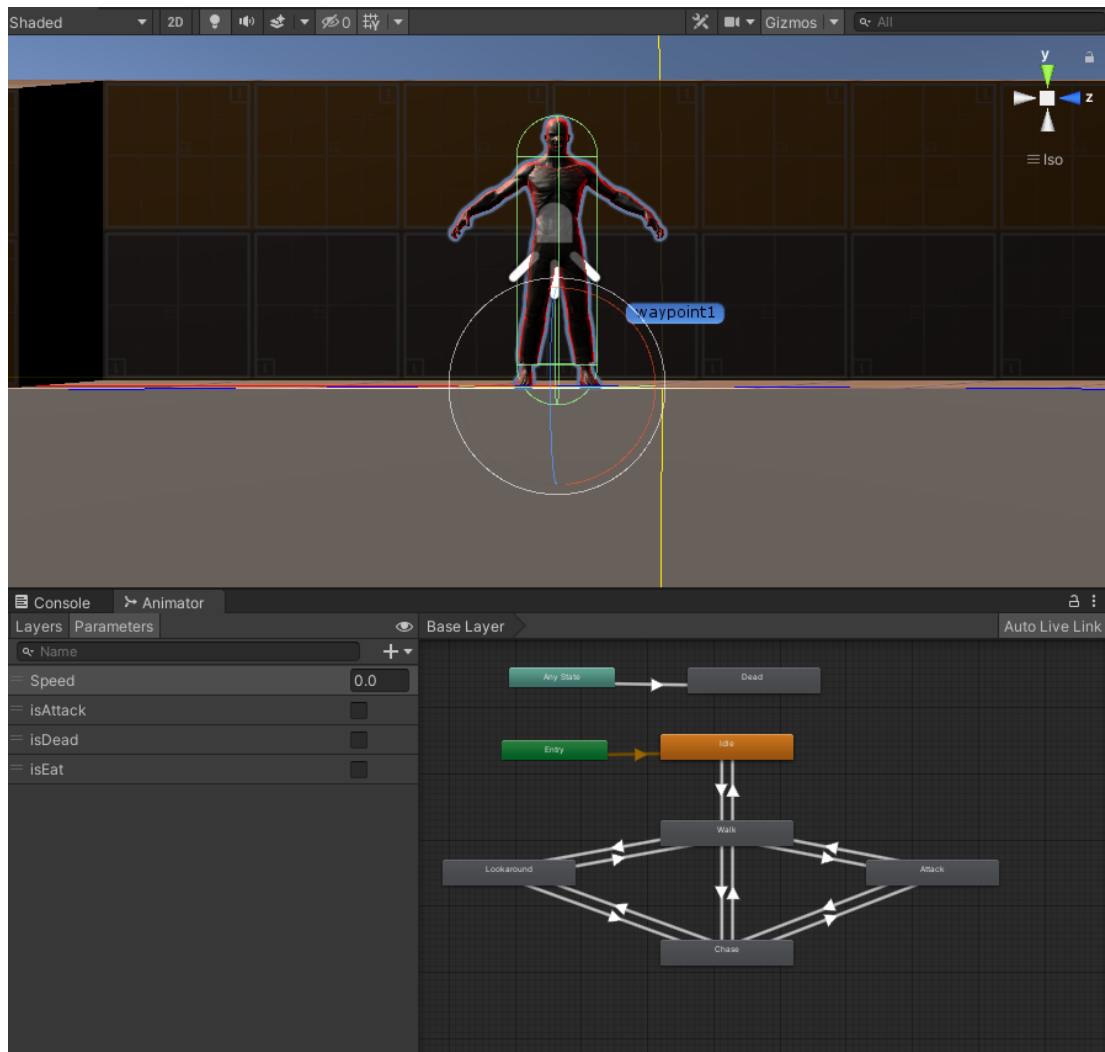 Shaded 2D 0 Gizmos All
y
z
Iso
waypoint1
Console Animator
Layers Parameters Base Layer Auto Live Link
Name
Speed 0.0
isAttack
isDead
isEat
Any State Dead
Entry Idle
Walk
Lookaround Attack
Chase